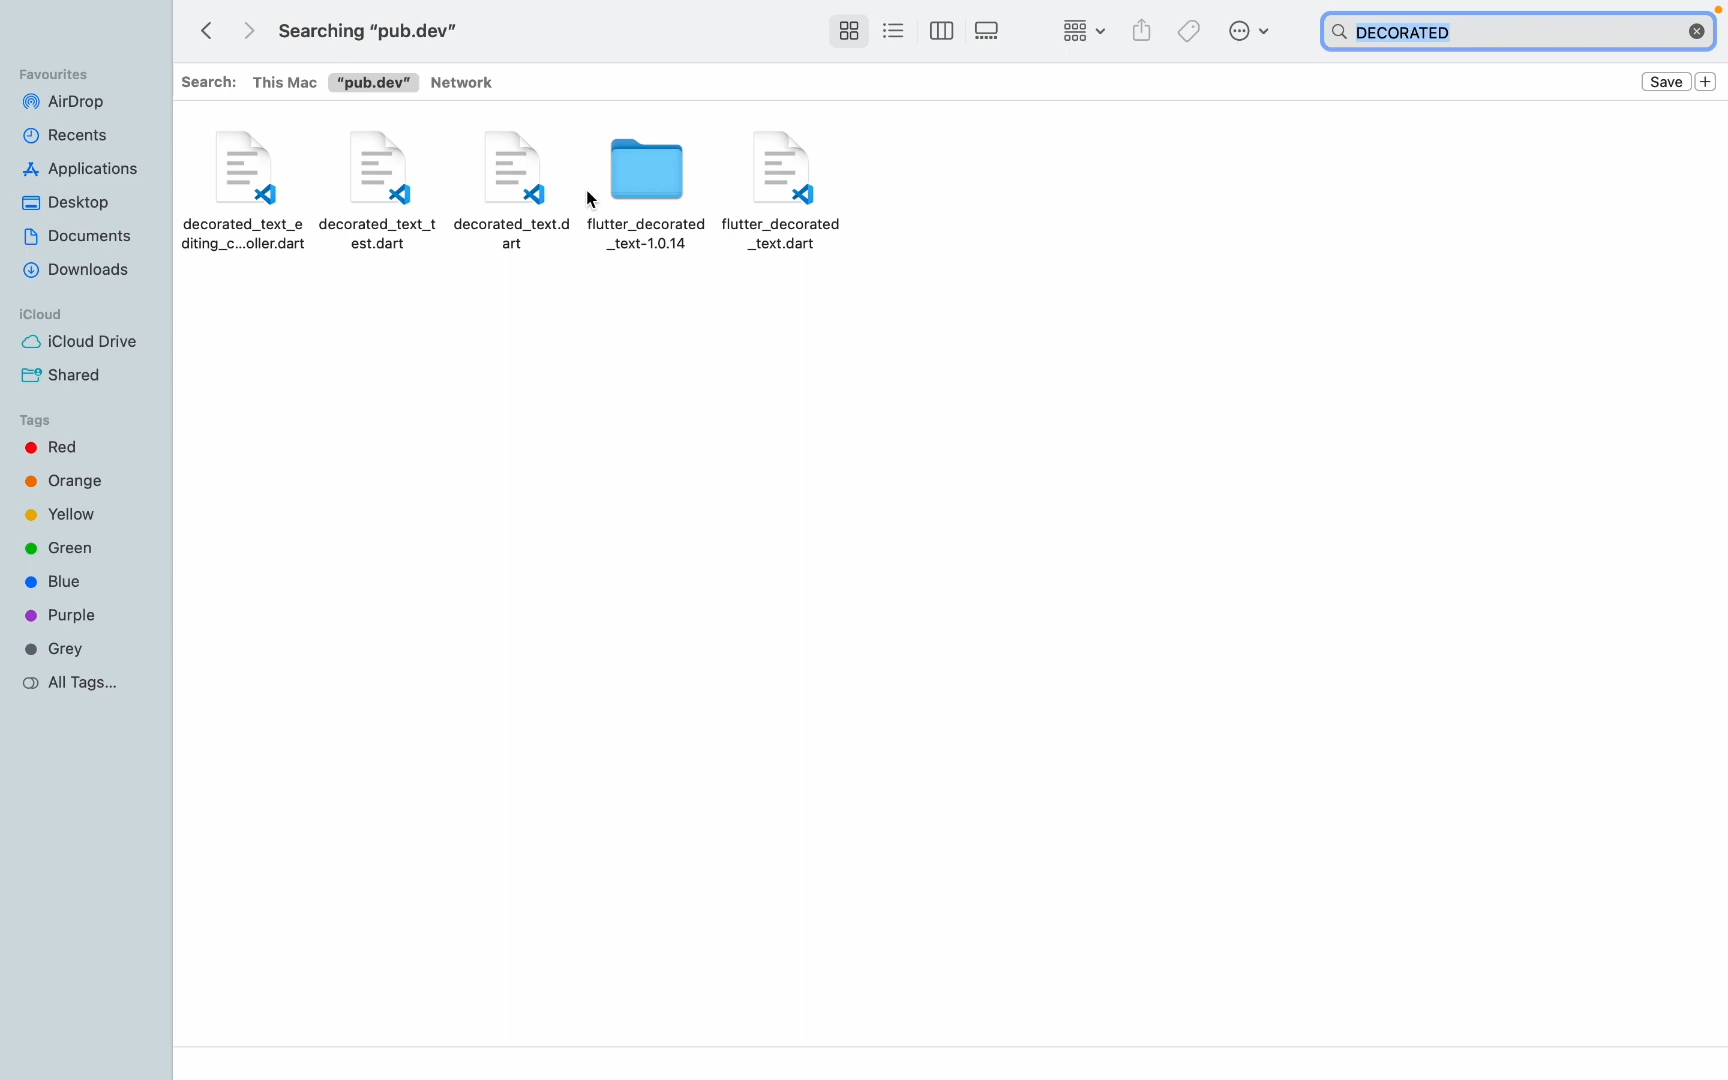 Searching “pub.dev”
DECORATED
Search: This Mac “pub.dev” Network
Save +
Favourites
AirDrop
Recents
Applications
Desktop
Documents
Downloads
iCloud
iCloud Drive
Shared
Tags
Red
Orange
Yellow
Green
Blue
Purple
Grey
All Tags...
decorated_text_e
diting_c...oller.dart
decorated_text_t
est.dart
decorated_text.d
art
flutter_decorated
_text-1.0.14
flutter_decorated
_text.dart